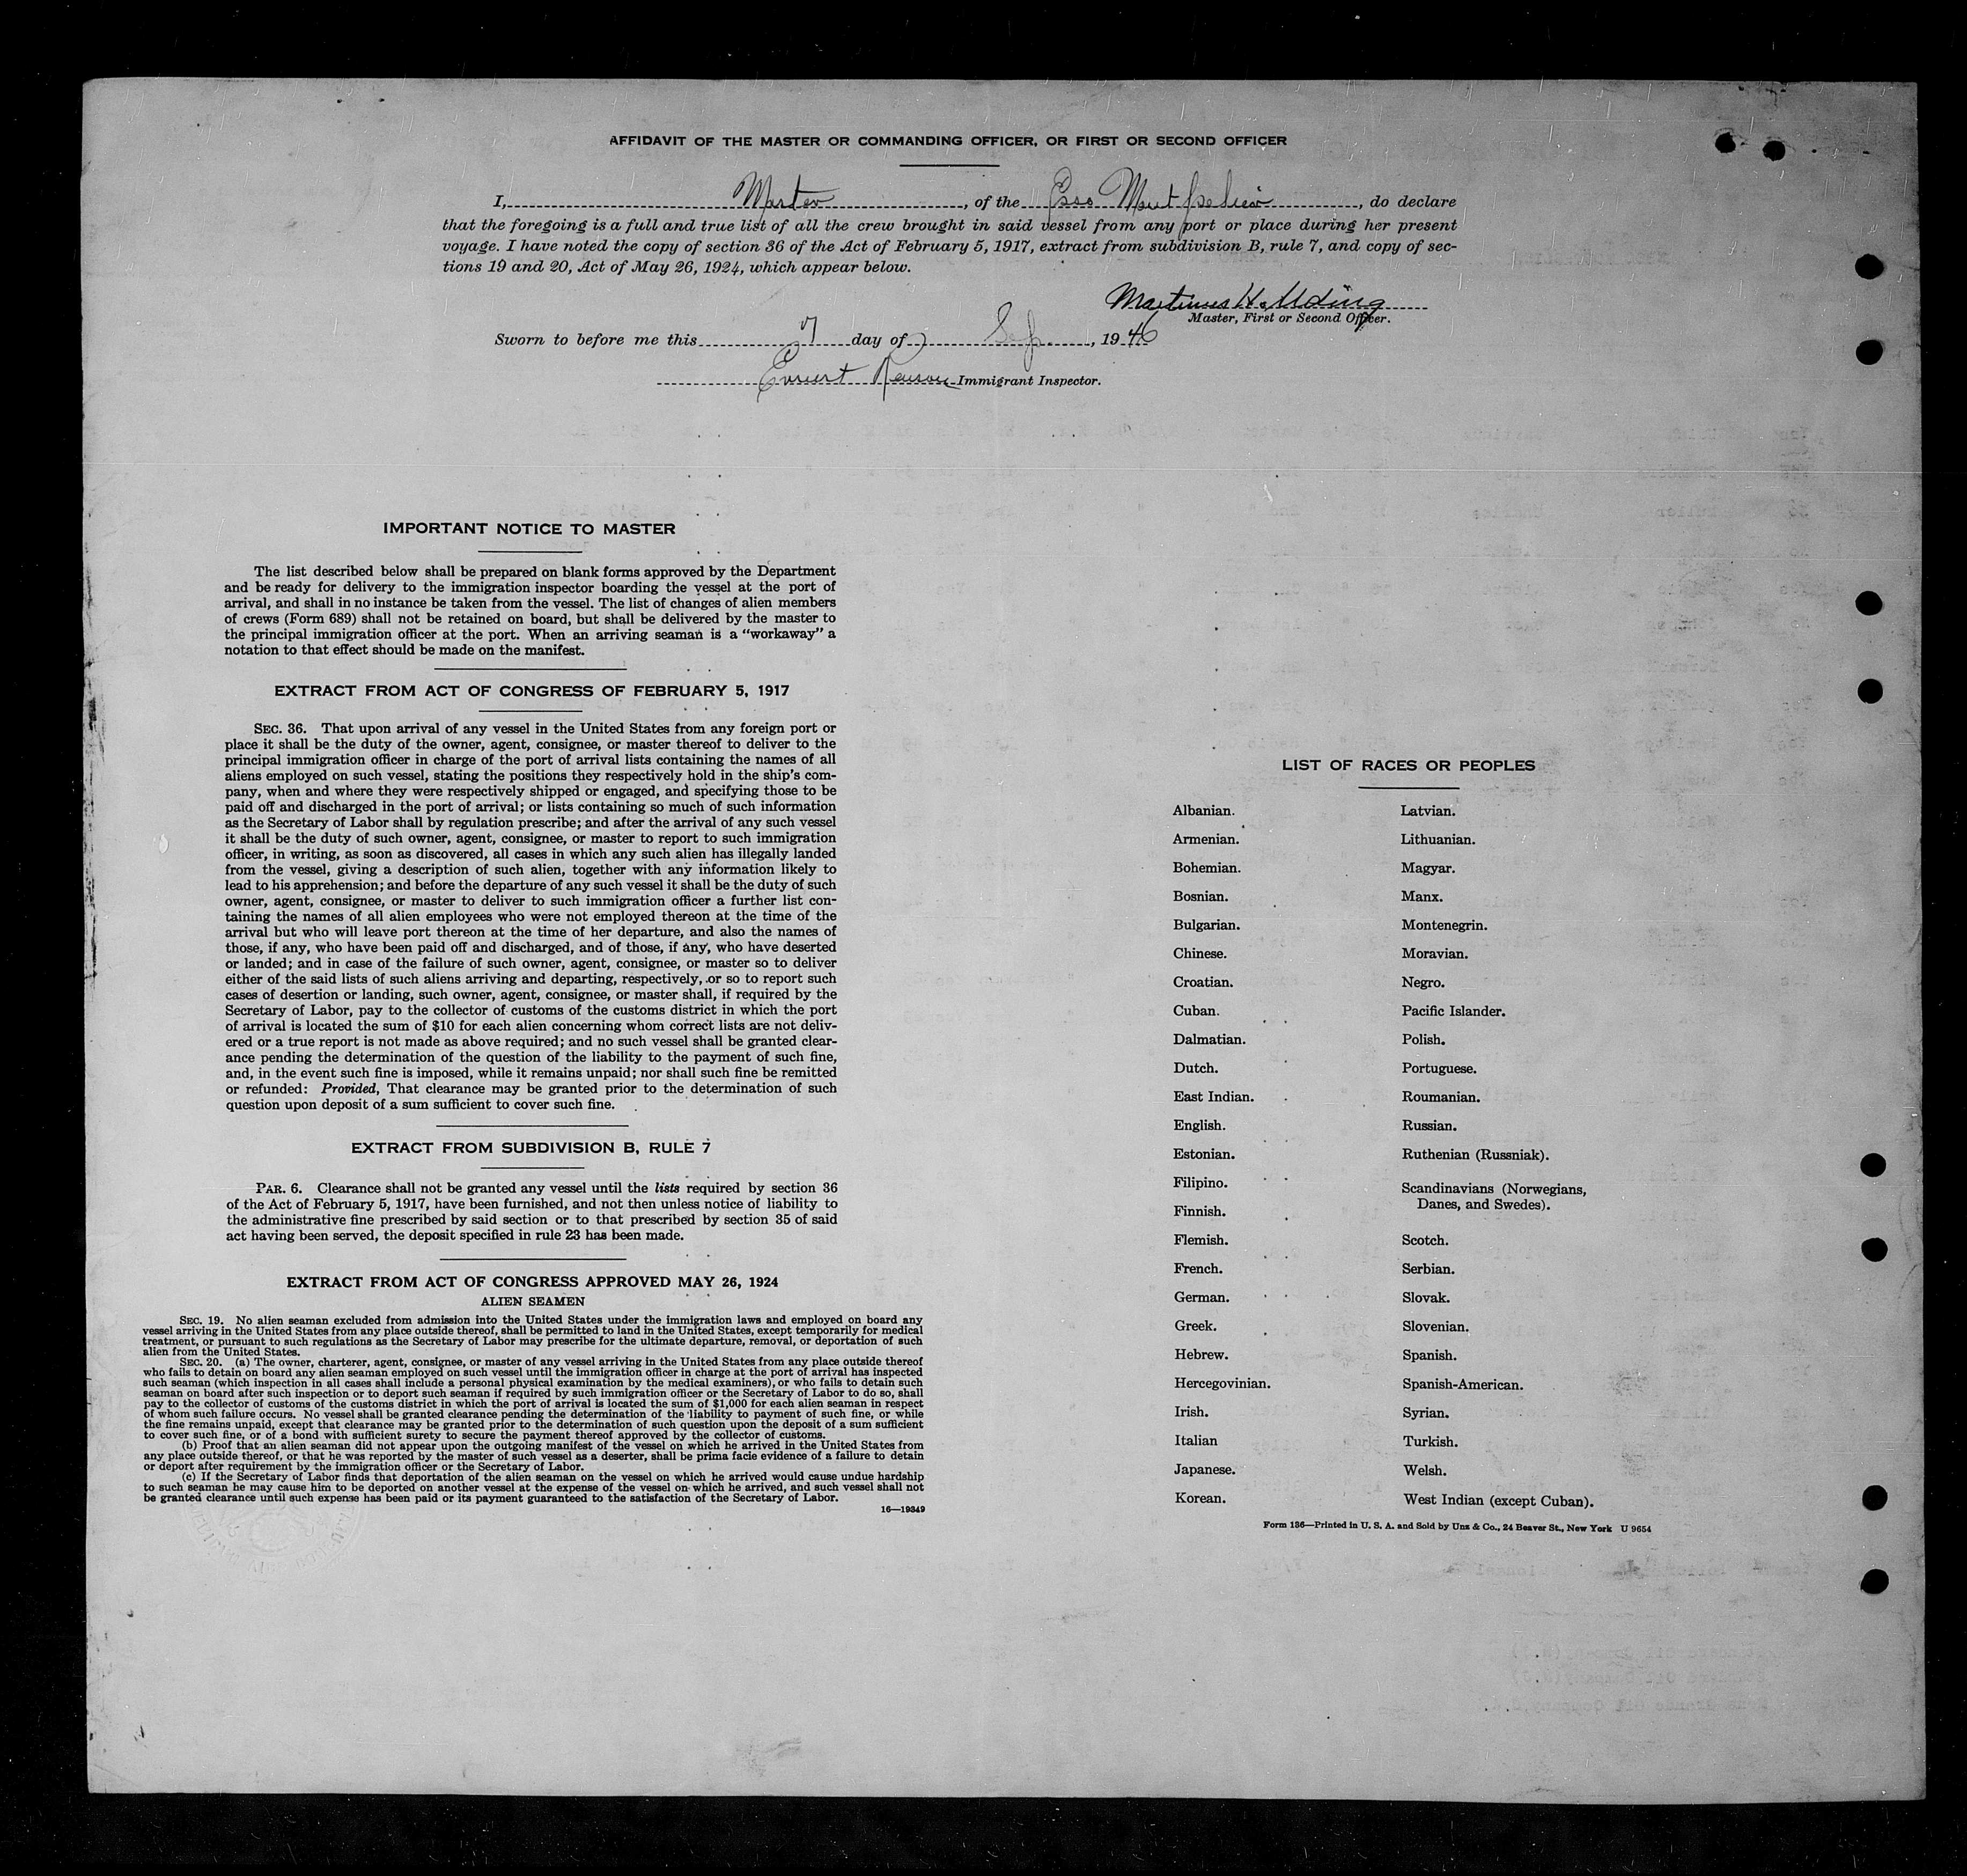 AFFIDAVIT OF THE MASTER OR COMMANDING OFFICER, OR FIRST OR SECOND OFFICER
I, Master, of the Esso Montpelier, do declare
that the foregoing is a full and true list of all the crew brought in said vessel from any port or place during her present
voyage. I have noted the copy of section 36 of the Act of February 5, 1917, extract from subdivision B, rule 7, and copy of sec-
tions 19 and 20, Act of May 26, 1924, which appear below.
Martinus H.
Master, First or Second Officer.
Sworn to before me this 7 day of Sep, 1946
Immigrant Inspector.
IMPORTANT NOTICE TO MASTER
The list described below shall be prepared on blank forms approved by the Department
and be ready for delivery to the immigration inspector boarding the vessel at the port of
arrival, and shall in no instance be taken from the vessel. The list of changes of alien members
of crews (Form 689) shall not be retained on board, but shall be delivered by the master to
the principal immigration officer at the port. When an arriving seaman is a "workaway" a
notation to that effect should be made on the manifest.
EXTRACT FROM ACT OF CONGRESS OF FEBRUARY 5, 1917
SEC. 36. That upon arrival of any vessel in the United States from any foreign port or
place it shall be the duty of the owner, agent, consignee, or master thereof to deliver to the
principal immigration officer in charge of the port of arrival lists containing the names of all
aliens employed on such vessel, stating the positions they respectively hold in the ship's com-
pany, when and where they were respectively shipped or engaged, and specifying those to be
paid off and discharged in the port of arrival; or lists containing so much of such information
as the Secretary of Labor shall by regulation prescribe; and after the arrival of any such vessel
it shall be the duty of such owner, agent, consignee, or master to report to such immigration
officer, in writing, as soon as discovered, all cases in which any such alien has illegally landed
from the vessel, giving a description of such alien, together with any information likely to
lead to his apprehension; and before the departure of any such vessel it shall be the duty of such
owner, agent, consignee, or master to deliver to such immigration officer a further list con-
taining the names of all alien employees who were not employed thereon at the time of the
arrival but who will leave port thereon at the time of her departure, and also the names of
those, if any, who have been paid off and discharged, and of those, if any, who have deserted
or landed; and in case of the failure of such owner, agent, consignee, or master so to deliver
either of the said lists of such aliens arriving and departing, respectively, or so to report such
cases of desertion or landing, such owner, agent, consignee, or master shall, if required by the
Secretary of Labor, pay to the collector of customs of the customs district in which the port
of arrival is located the sum of $10 for each alien concerning whom correct lists are not deliv-
ered or a true report is not made as above required; and no such vessel shall be granted clear-
ance pending the determination of the question of the liability to the payment of such fine,
and, in the event such fine is imposed, while it remains unpaid; nor shall such fine be remitted
or refunded: Provided, That clearance may be granted prior to the determination of such
question upon deposit of a sum sufficient to cover such fine.
EXTRACT FROM SUBDIVISION B, RULE 7
PAR. 6. Clearance shall not be granted any vessel until the lists required by section 36
of the Act of February 5, 1917, have been furnished, and not then unless notice of liability to
the administrative fine prescribed by said section or to that prescribed by section 35 of said
act having been served, the deposit specified in rule 23 has been made.
EXTRACT FROM ACT OF CONGRESS APPROVED MAY 26, 1924
ALIEN SEAMEN
SEC. 19. No alien seaman excluded from admission into the United States under the immigration laws and employed on board any
vessel arriving in the United States from any place outside thereof, shall be permitted to land in the United States, except temporarily for medical
treatment, or pursuant to such regulations as the Secretary of Labor may prescribe for the ultimate departure, removal, or deportation of such
alien from the United States.
SEC. 20. (a) The owner, charterer, agent, consignee, or master of any vessel arriving in the United States from any place outside thereof
who fails to detain on board any alien seaman employed on such vessel until the immigration officer in charge at the port of arrival has inspected
such seaman (which inspection in all cases shall include a personal physical examination by the medical examiners), or who fails to detain such
seaman on board after such inspection or to deport such seaman if required by such immigration officer or the Secretary of Labor to do so, shall
pay to the collector of customs of the customs district in which the port of arrival is located the sum of $1,000 for each alien seaman in respect
of whom such failure occurs. No vessel shall be granted clearance pending the determination of the liability to payment of such fine, or while
the fine remains unpaid, except that clearance may be granted prior to the determination of such question upon the deposit of a sum sufficient
to cover such fine, or of a bond with sufficient surety to secure the payment thereof approved by the collector of customs.
(b) Proof that an alien seaman did not appear upon the outgoing manifest of the vessel on which he arrived in the United States from
any place outside thereof, or that he was reported by the master of such vessel as a deserter, shall be prima facie evidence of a failure to detain
or deport after requirement by the immigration officer or the Secretary of Labor.
(c) If the Secretary of Labor finds that deportation of the alien seaman on the vessel on which he arrived would cause undue hardship
to such seaman he may cause him to be deported on another vessel at the expense of the vessel on which he arrived, and such vessel shall not
be granted clearance until such expense has been paid or its payment guaranteed to the satisfaction of the Secretary of Labor.
16—19349
LIST OF RACES OR PEOPLES
Albanian. Latvian.
Armenian. Lithuanian.
Bohemian. Magyar.
Bosnian. Manx.
Bulgarian. Montenegrin.
Chinese. Moravian.
Croatian. Negro.
Cuban. Pacific Islander.
Dalmatian. Polish.
Dutch. Portuguese.
East Indian. Roumanian.
English. Russian.
Estonian. Ruthenian (Russniak).
Filipino. Scandinavians (Norwegians,
Finnish. Danes, and Swedes).
Flemish. Scotch.
French. Serbian.
German. Slovak.
Greek. Slovenian.
Hebrew. Spanish.
Hercegovinian. Spanish-American.
Irish. Syrian.
Italian Turkish.
Japanese. Welsh.
Korean. West Indian (except Cuban).
Form 136—Printed in U. S. A. and Sold by Unz & Co., 24 Beaver St., New York U 9654